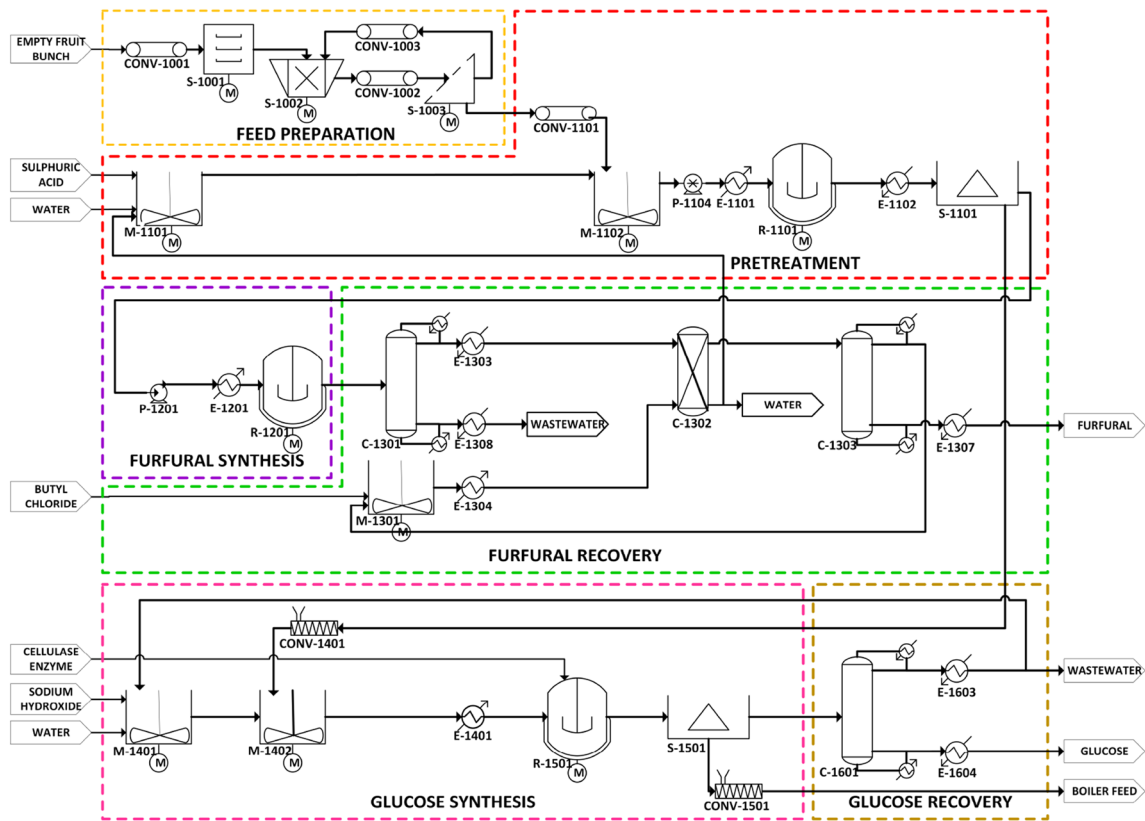 EMPTY FRUIT
BUNCH
CONV-1001
S-1001
M
S-1002
M
CONV-1003
CONV-1002
S-1003
M
FEED PREPARATION
CONV-1101
SULPHURIC
ACID
WATER
M-1101
M
M-1102
M
P-1104
E-1101
R-1101
M
E-1102
S-1101
PRETREATMENT
P-1201
E-1201
R-1201
M
FURFURAL SYNTHESIS
C-1301
E-1303
E-1308
WASTEWATER
C-1302
WATER
C-1303
E-1307
FURFURAL
BUTYL
CHLORIDE
M-1301
M
E-1304
FURFURAL RECOVERY
CONV-1401
CELLULASE
ENZYME
SODIUM
HYDROXIDE
WATER
M-1401
M
M-1402
M
E-1401
R-1501
M
S-1501
CONV-1501
GLUCOSE SYNTHESIS
C-1601
E-1603
WASTEWATER
E-1604
GLUCOSE
BOILER FEED
GLUCOSE RECOVERY